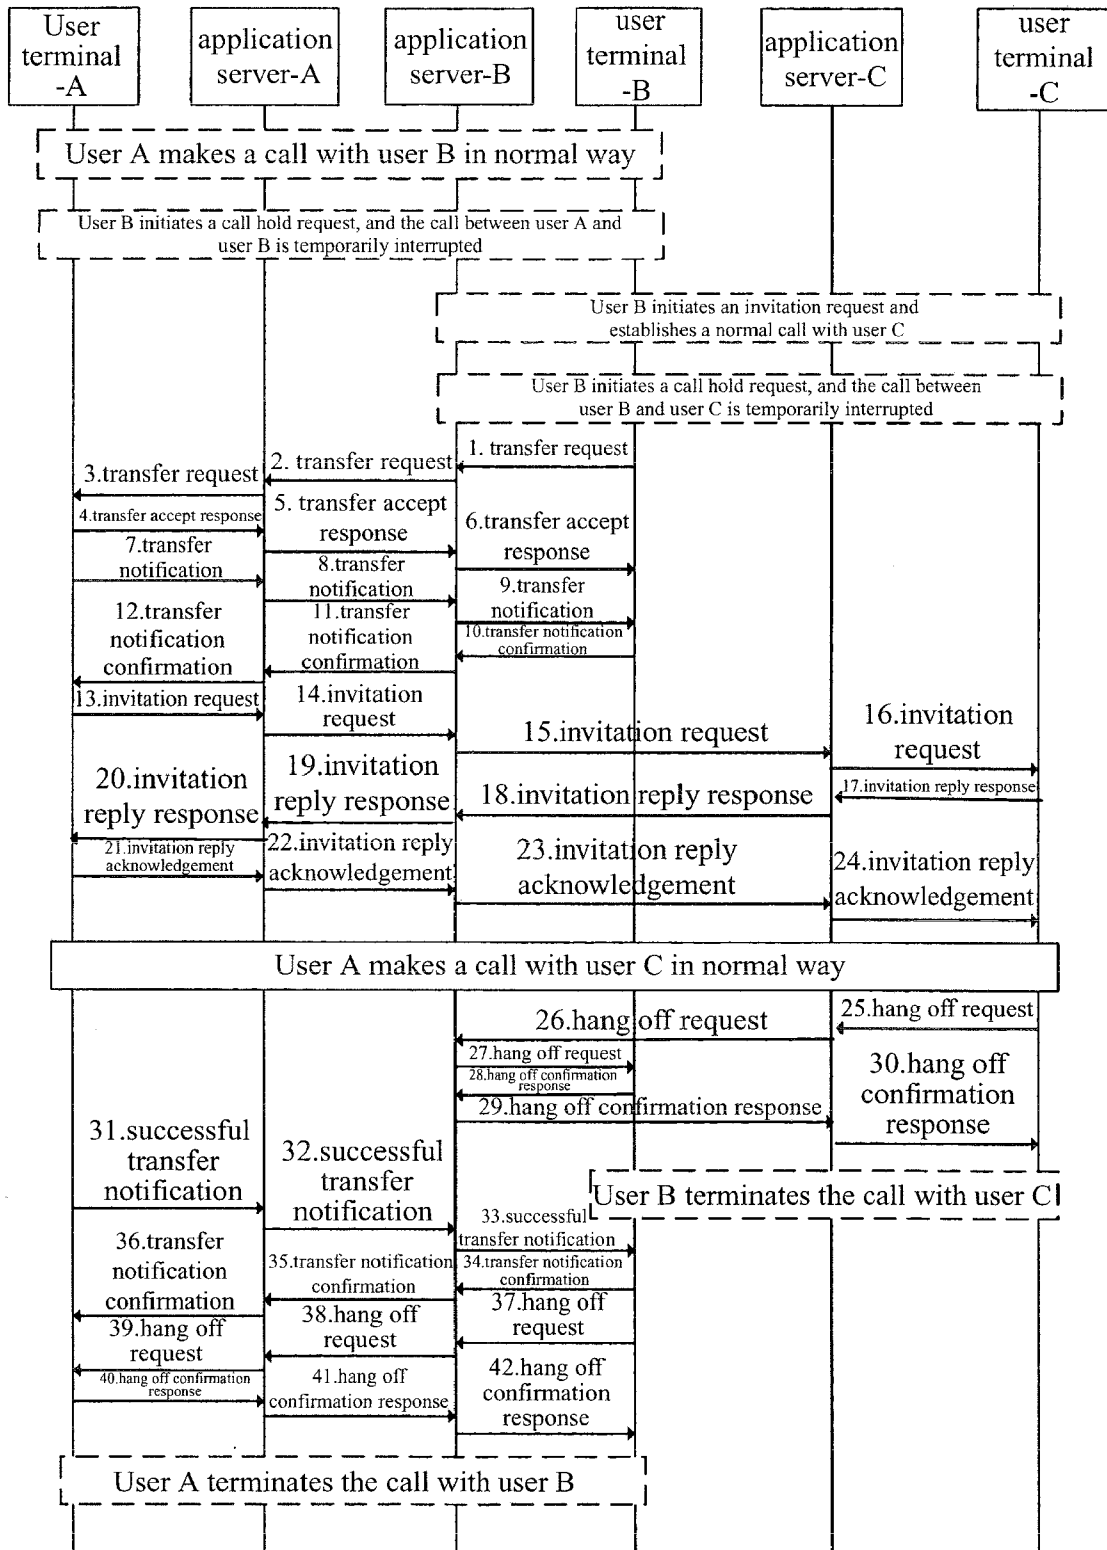 User
terminal
-A
application
server-A
application
server-B
user
terminal
-B
application
server-C
user
terminal
-C
User A makes a call with user B in normal way
User B initiates a call hold request, and the call between user A and
user B is temporarily interrupted
User B initiates an invitation request and
establishes a normal call with user C
User B initiates a call hold request, and the call between
user B and user C is temporarily interrupted
1. transfer request
2. transfer request
3.transfer request
4.transfer accept response
5. transfer accept
response
6.transfer accept
response
7.transfer
notification
8.transfer
notification
9.transfer
notification
10.transfer notification
confirmation
11.transfer
notification
confirmation
12.transfer
notification
confirmation
13.invitation request
14.invitation
request
15.invitation request
16.invitation
request
17.invitation reply response
18.invitation reply response
19.invitation
reply response
20.invitation
reply response
21.invitation reply
acknowledgement
22.invitation reply
acknowledgement
23.invitation reply
acknowledgement
24.invitation reply
acknowledgement
User A makes a call with user C in normal way
25.hang off request
26.hang off request
27.hang off request
28.hang off confirmation
response
29.hang off confirmation response
30.hang off
confirmation
response
31.successful
transfer
notification
32.successful
transfer
notification
User B terminates the call with user C
33.successful
transfer notification
34.transfer notification
confirmation
35.transfer notification
confirmation
36.transfer
notification
confirmation
37.hang off
request
38.hang off
request
39.hang off
request
40.hang off confirmation
response
41.hang off
confirmation response
42.hang off
confirmation
response
User A terminates the call with user B